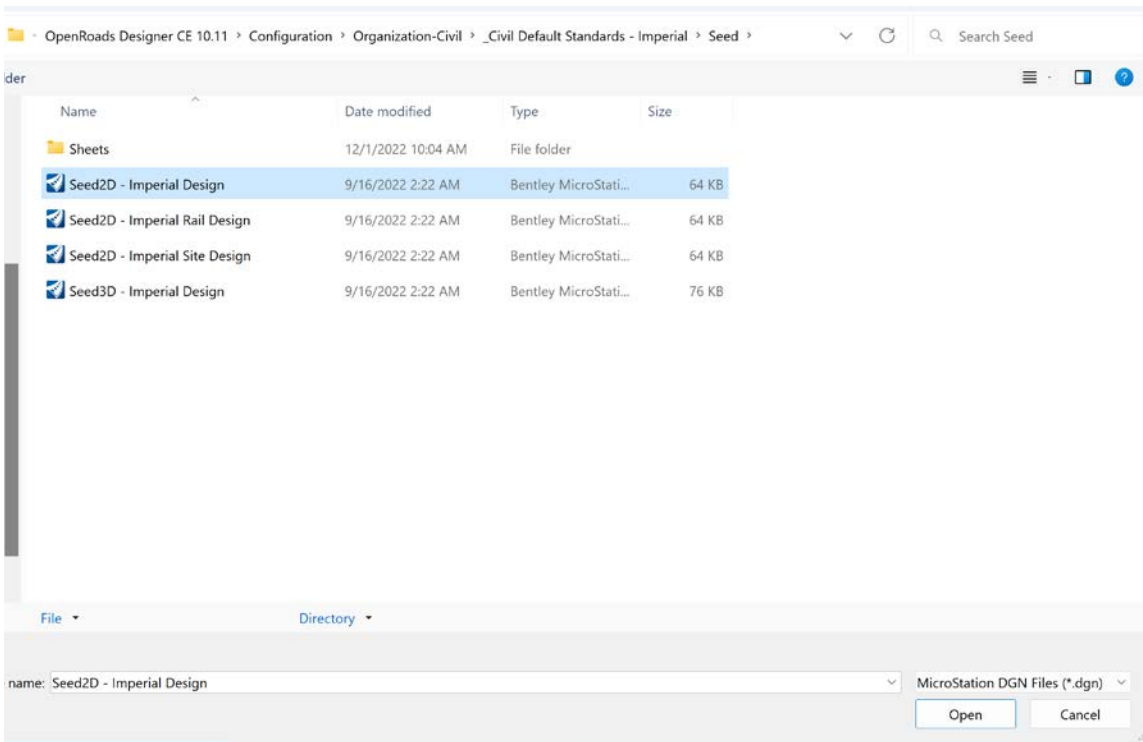 OpenRoads Designer CE 10.11 › Configuration › Organization-Civil › _Civil Default Standards - Imperial › Seed › Search Seed
der
Name Date modified Type Size
Sheets 12/1/2022 10:04 AM File folder
Seed2D - Imperial Design 9/16/2022 2:22 AM Bentley MicroStati... 64 KB
Seed2D - Imperial Rail Design 9/16/2022 2:22 AM Bentley MicroStati... 64 KB
Seed2D - Imperial Site Design 9/16/2022 2:22 AM Bentley MicroStati... 64 KB
Seed3D - Imperial Design 9/16/2022 2:22 AM Bentley MicroStati... 76 KB
File Directory
name: Seed2D - Imperial Design MicroStation DGN Files (*.dgn)
Open Cancel